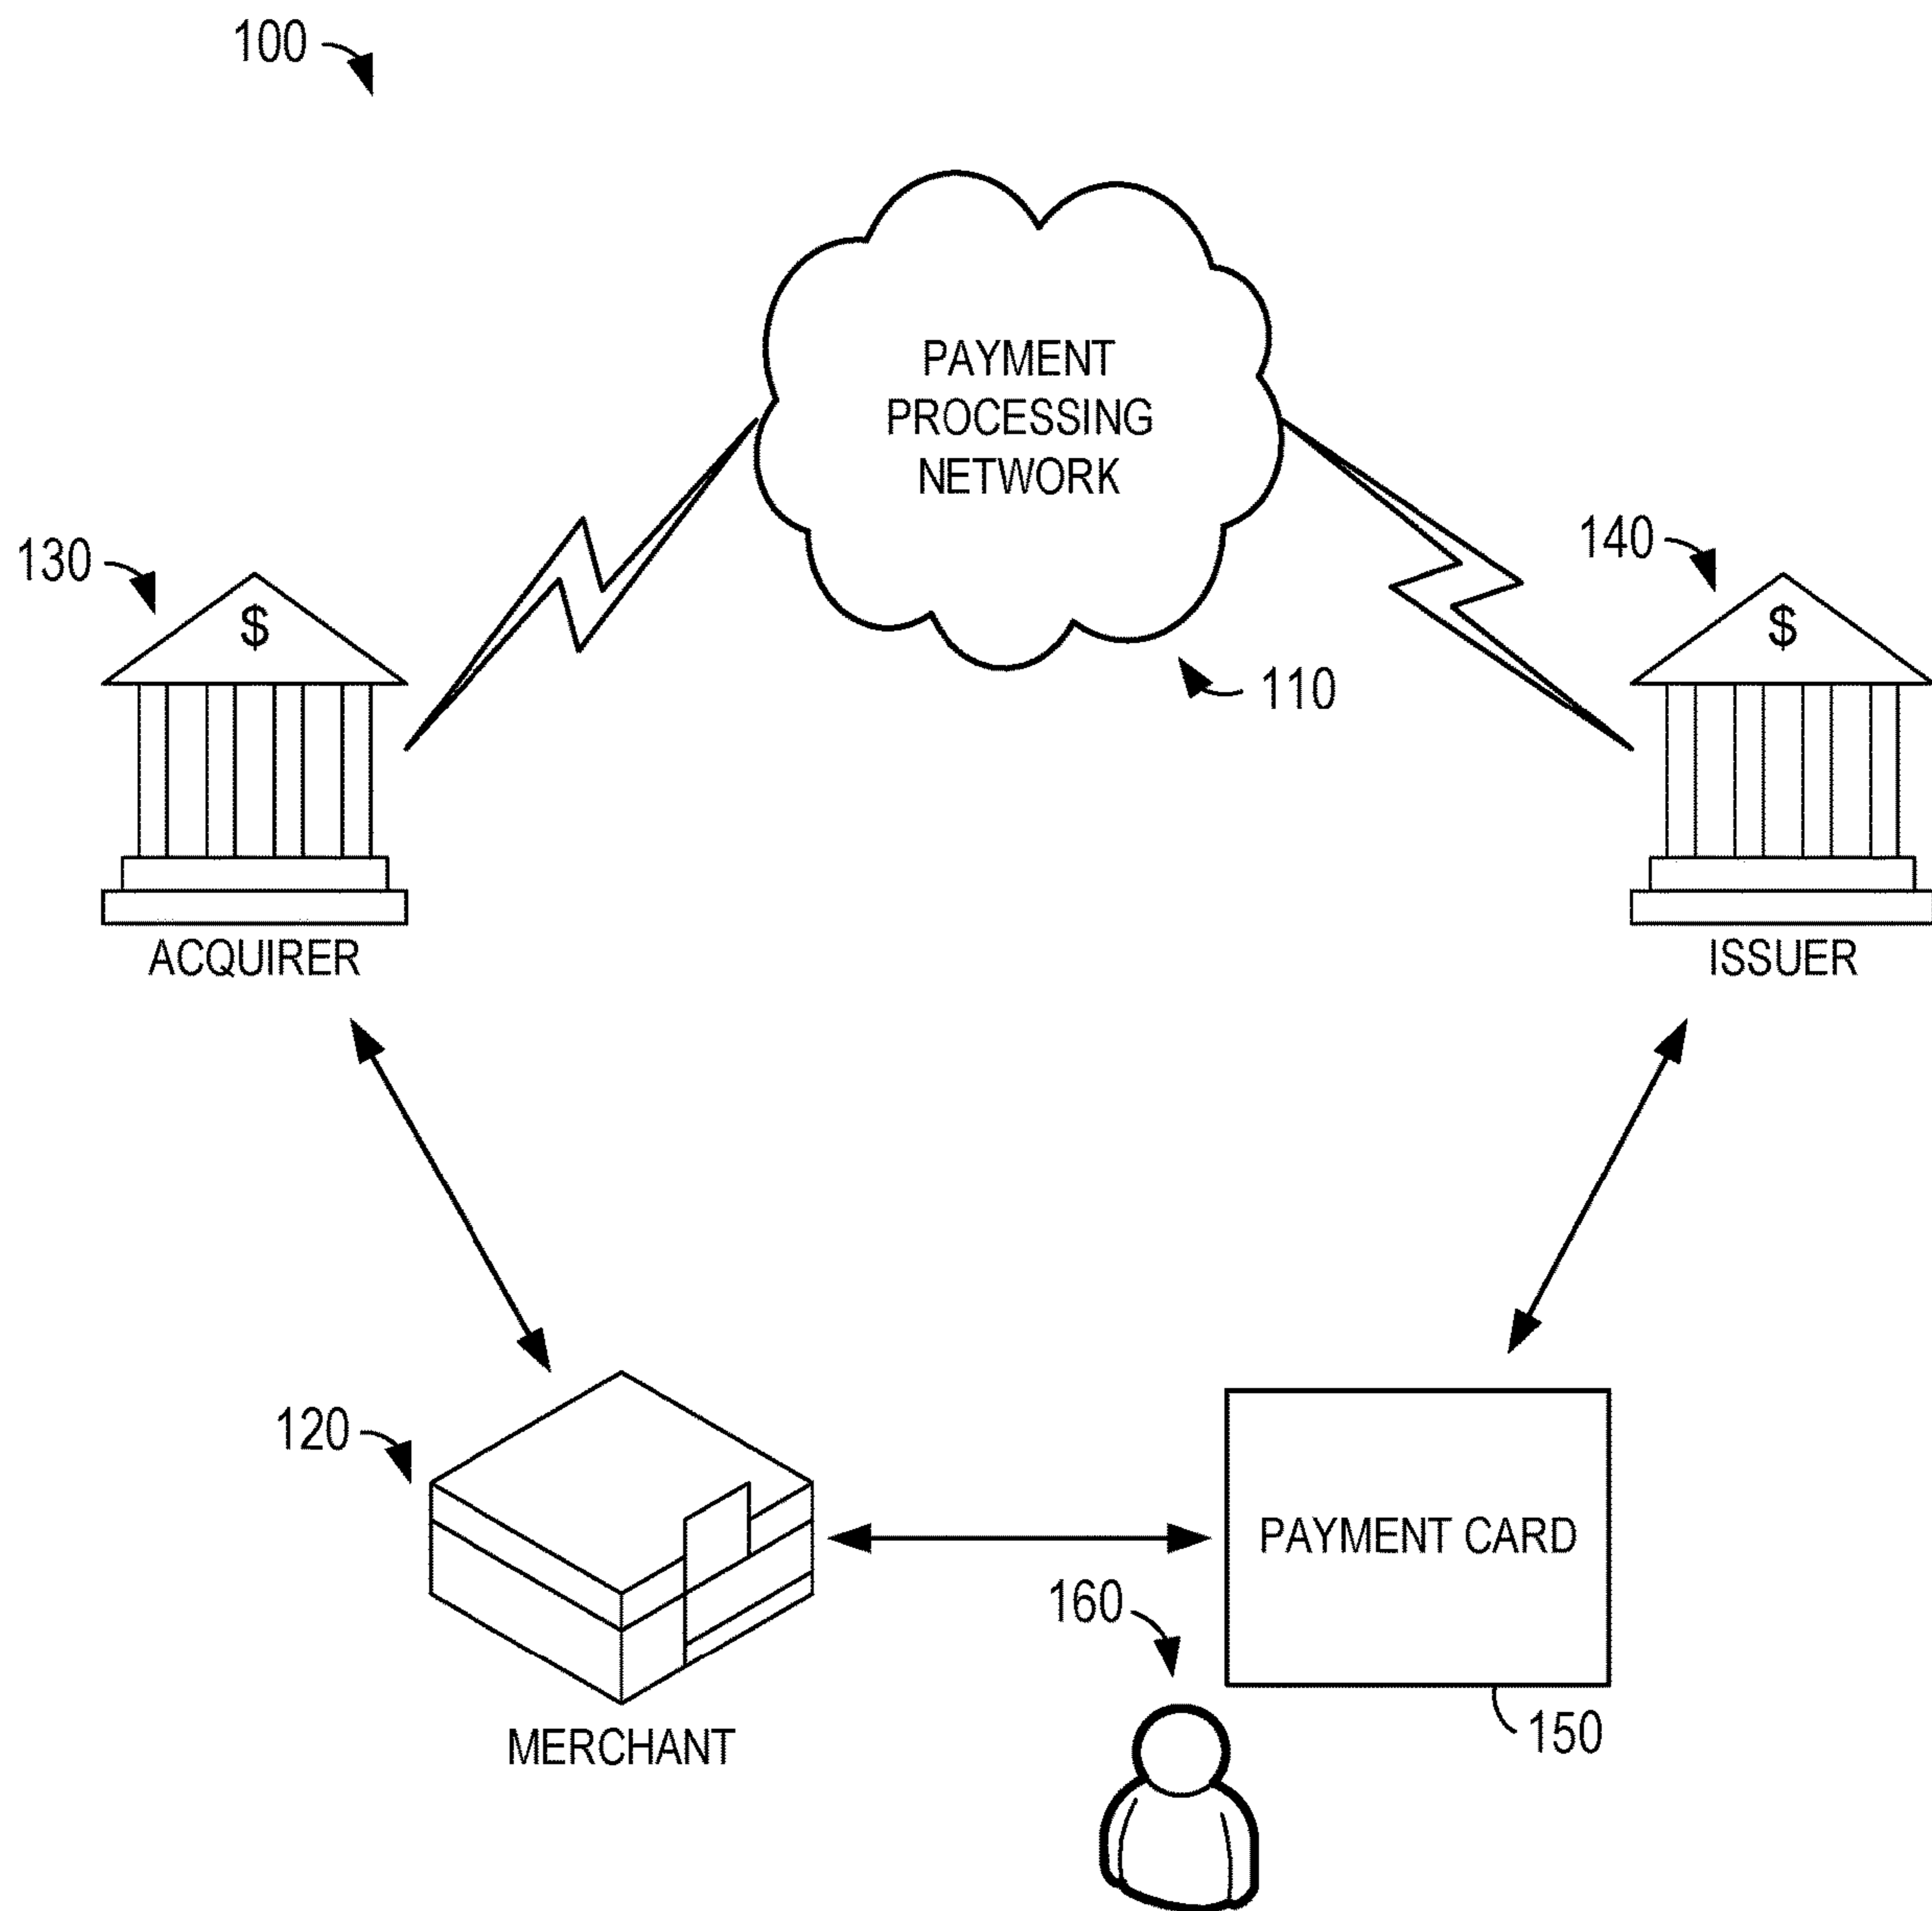 100
PAYMENT
PROCESSING
NETWORK
130
$
140
$
110
ACQUIRER
ISSUER
120
PAYMENT CARD
160
MERCHANT
150